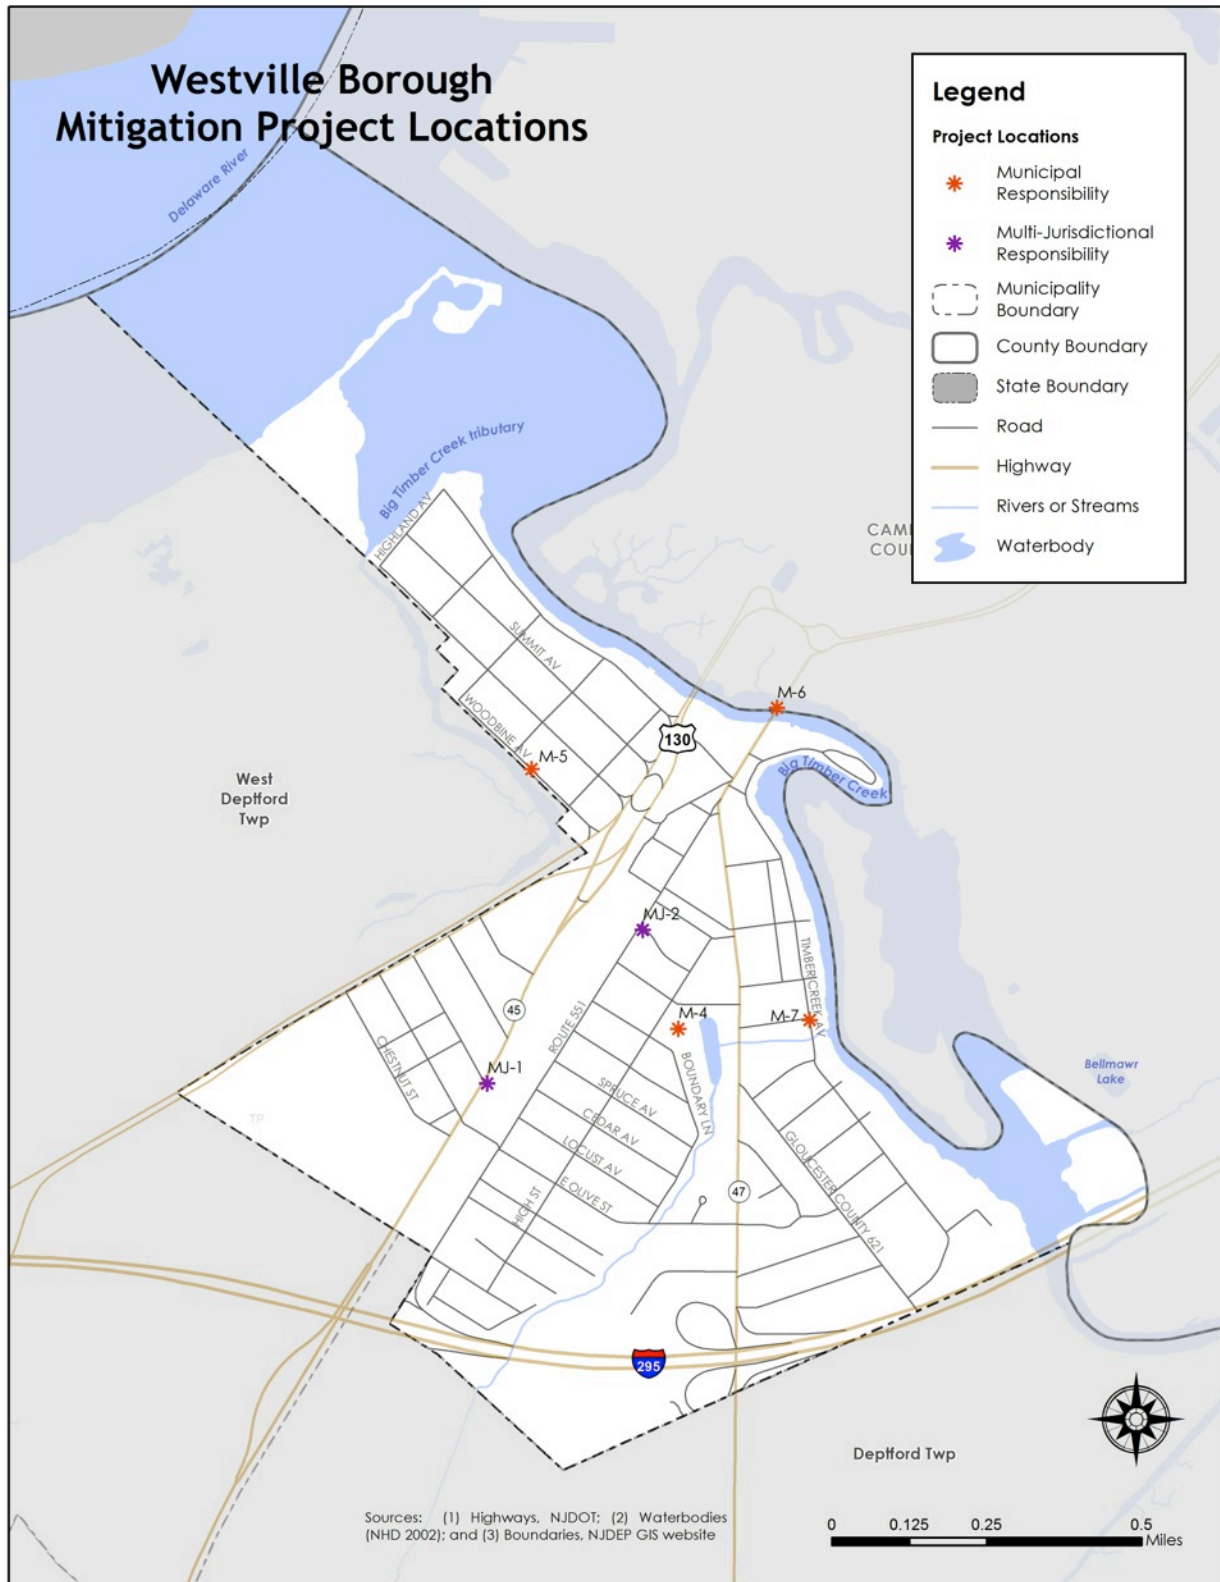 Westville Borough
Mitigation Project Locations
Legend
Project Locations
Municipal
Responsibility
Multi-Jurisdictional
Responsibility
Municipality
Boundary
County Boundary
State Boundary
Road
Highway
Rivers or Streams
Waterbody
Delaware River
Big Timber Creek tributary
HIGHLAND AV
CAM
COU
SUMMIT AV
WOODBINE AV
M-6
130
M-5
West
Deptford
Twp
Big Timber Creek
MJ-2
TIMBER CREEK AV
45
ROUTE 551
M-4
M-7
CHESTNUT ST
MJ-1
BOUNDARY LN
Bellmawr
Lake
TP
SPRUCE AV
CEDAR AV
LOCUST AV
E OLIVE ST
HIGH ST
GLOUCESTER COUNTY 621
47
295
Deptford Twp
Sources: (1) Highways, NJDOT; (2) Waterbodies
(NHD 2002); and (3) Boundaries, NJDEP GIS website
0 0.125 0.25 0.5
Miles